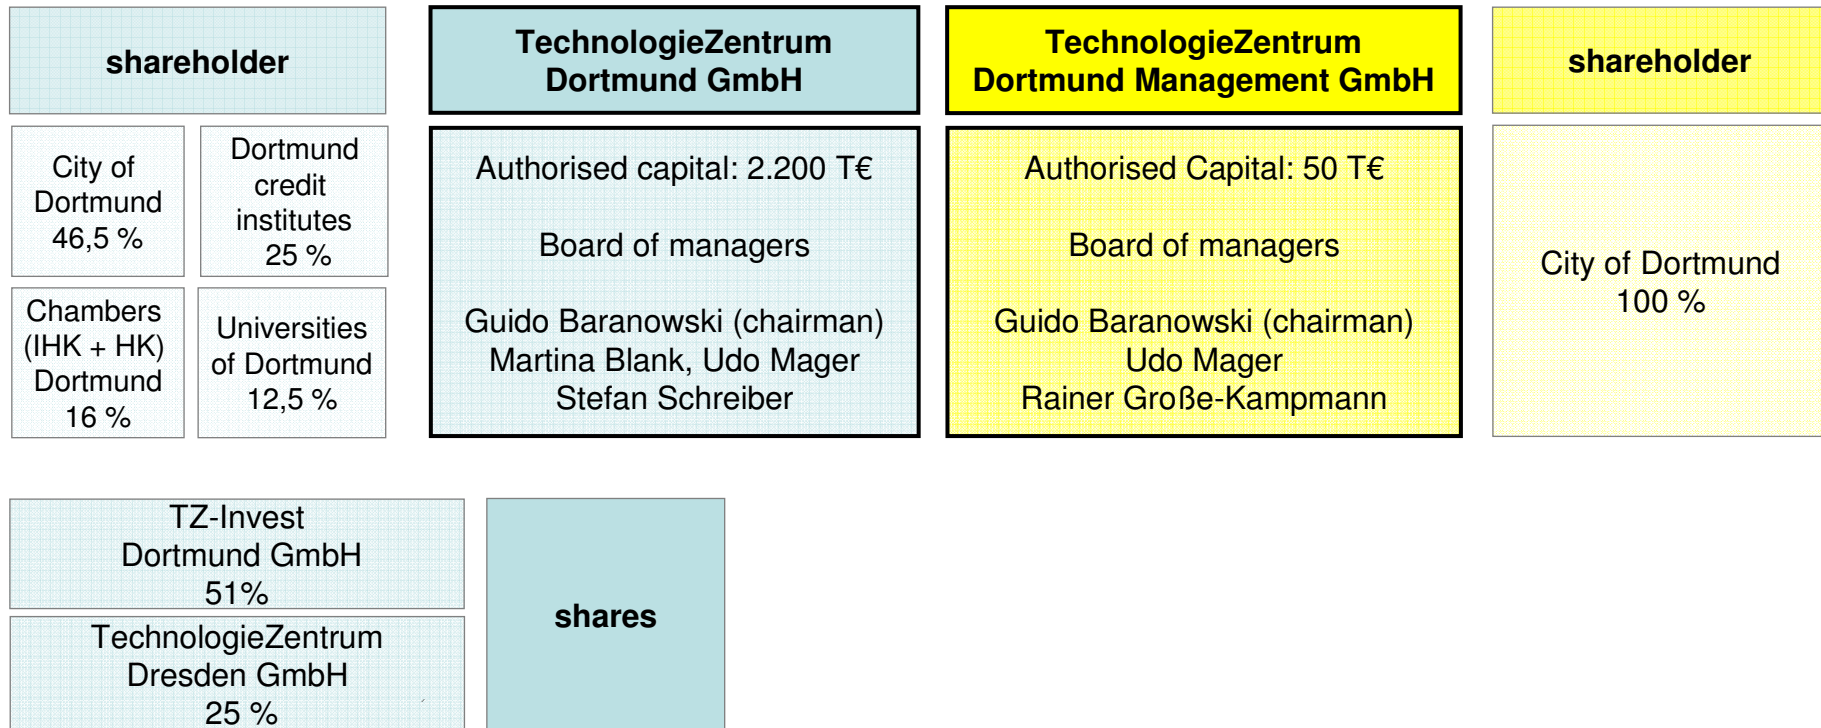 shareholder
City of
Dortmund
46,5 %
Dortmund
credit
institutes
25 %
Chambers
(IHK + HK)
Dortmund
16 %
Universities
of Dortmund
12,5 %
TechnologieZentrum
Dortmund GmbH
Authorised capital: 2.200 T€
Board of managers
Guido Baranowski (chairman)
Martina Blank, Udo Mager
Stefan Schreiber
TechnologieZentrum
Dortmund Management GmbH
Authorised Capital: 50 T€
Board of managers
Guido Baranowski (chairman)
Udo Mager
Rainer Große-Kampmann
shareholder
City of Dortmund
100 %
TZ-Invest
Dortmund GmbH
51%
TechnologieZentrum
Dresden GmbH
25 %
shares